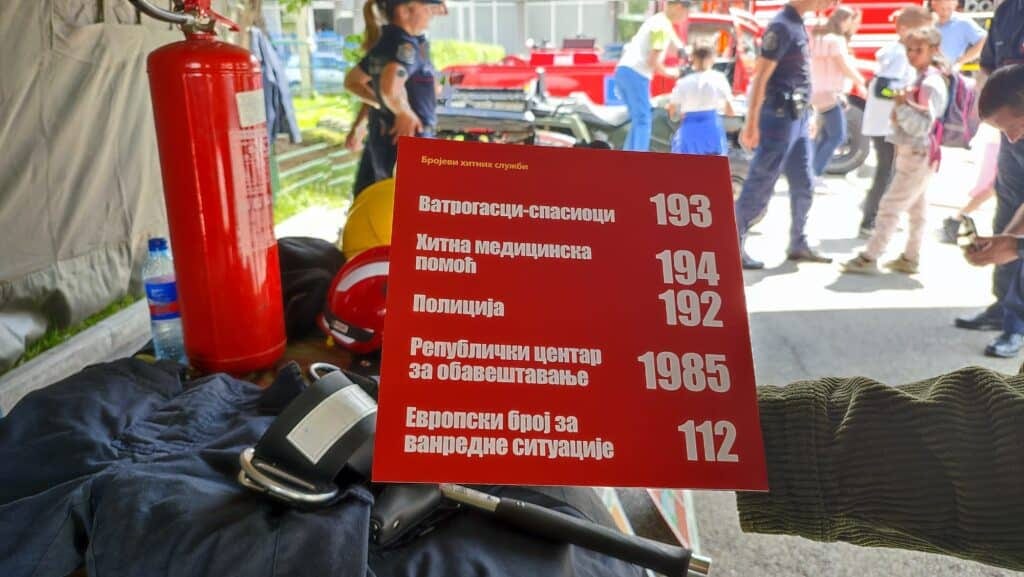 Бројеви хитних служби
Ватрогасци-спасиоци 193
Хитна медицинска
помоћ 194
Полиција 192
Републички центар
за обавештавање 1985
Европски број за
ванредне ситуације 112